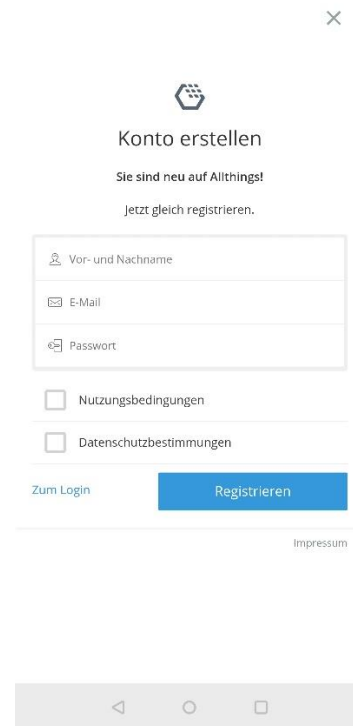 Konto erstellen
Sie sind neu auf Allthings!
Jetzt gleich registrieren.
Vor- und Nachname
E-Mail
Passwort
Nutzungsbedingungen
Datenschutzbestimmungen
Zum Login
Registrieren
Impressum